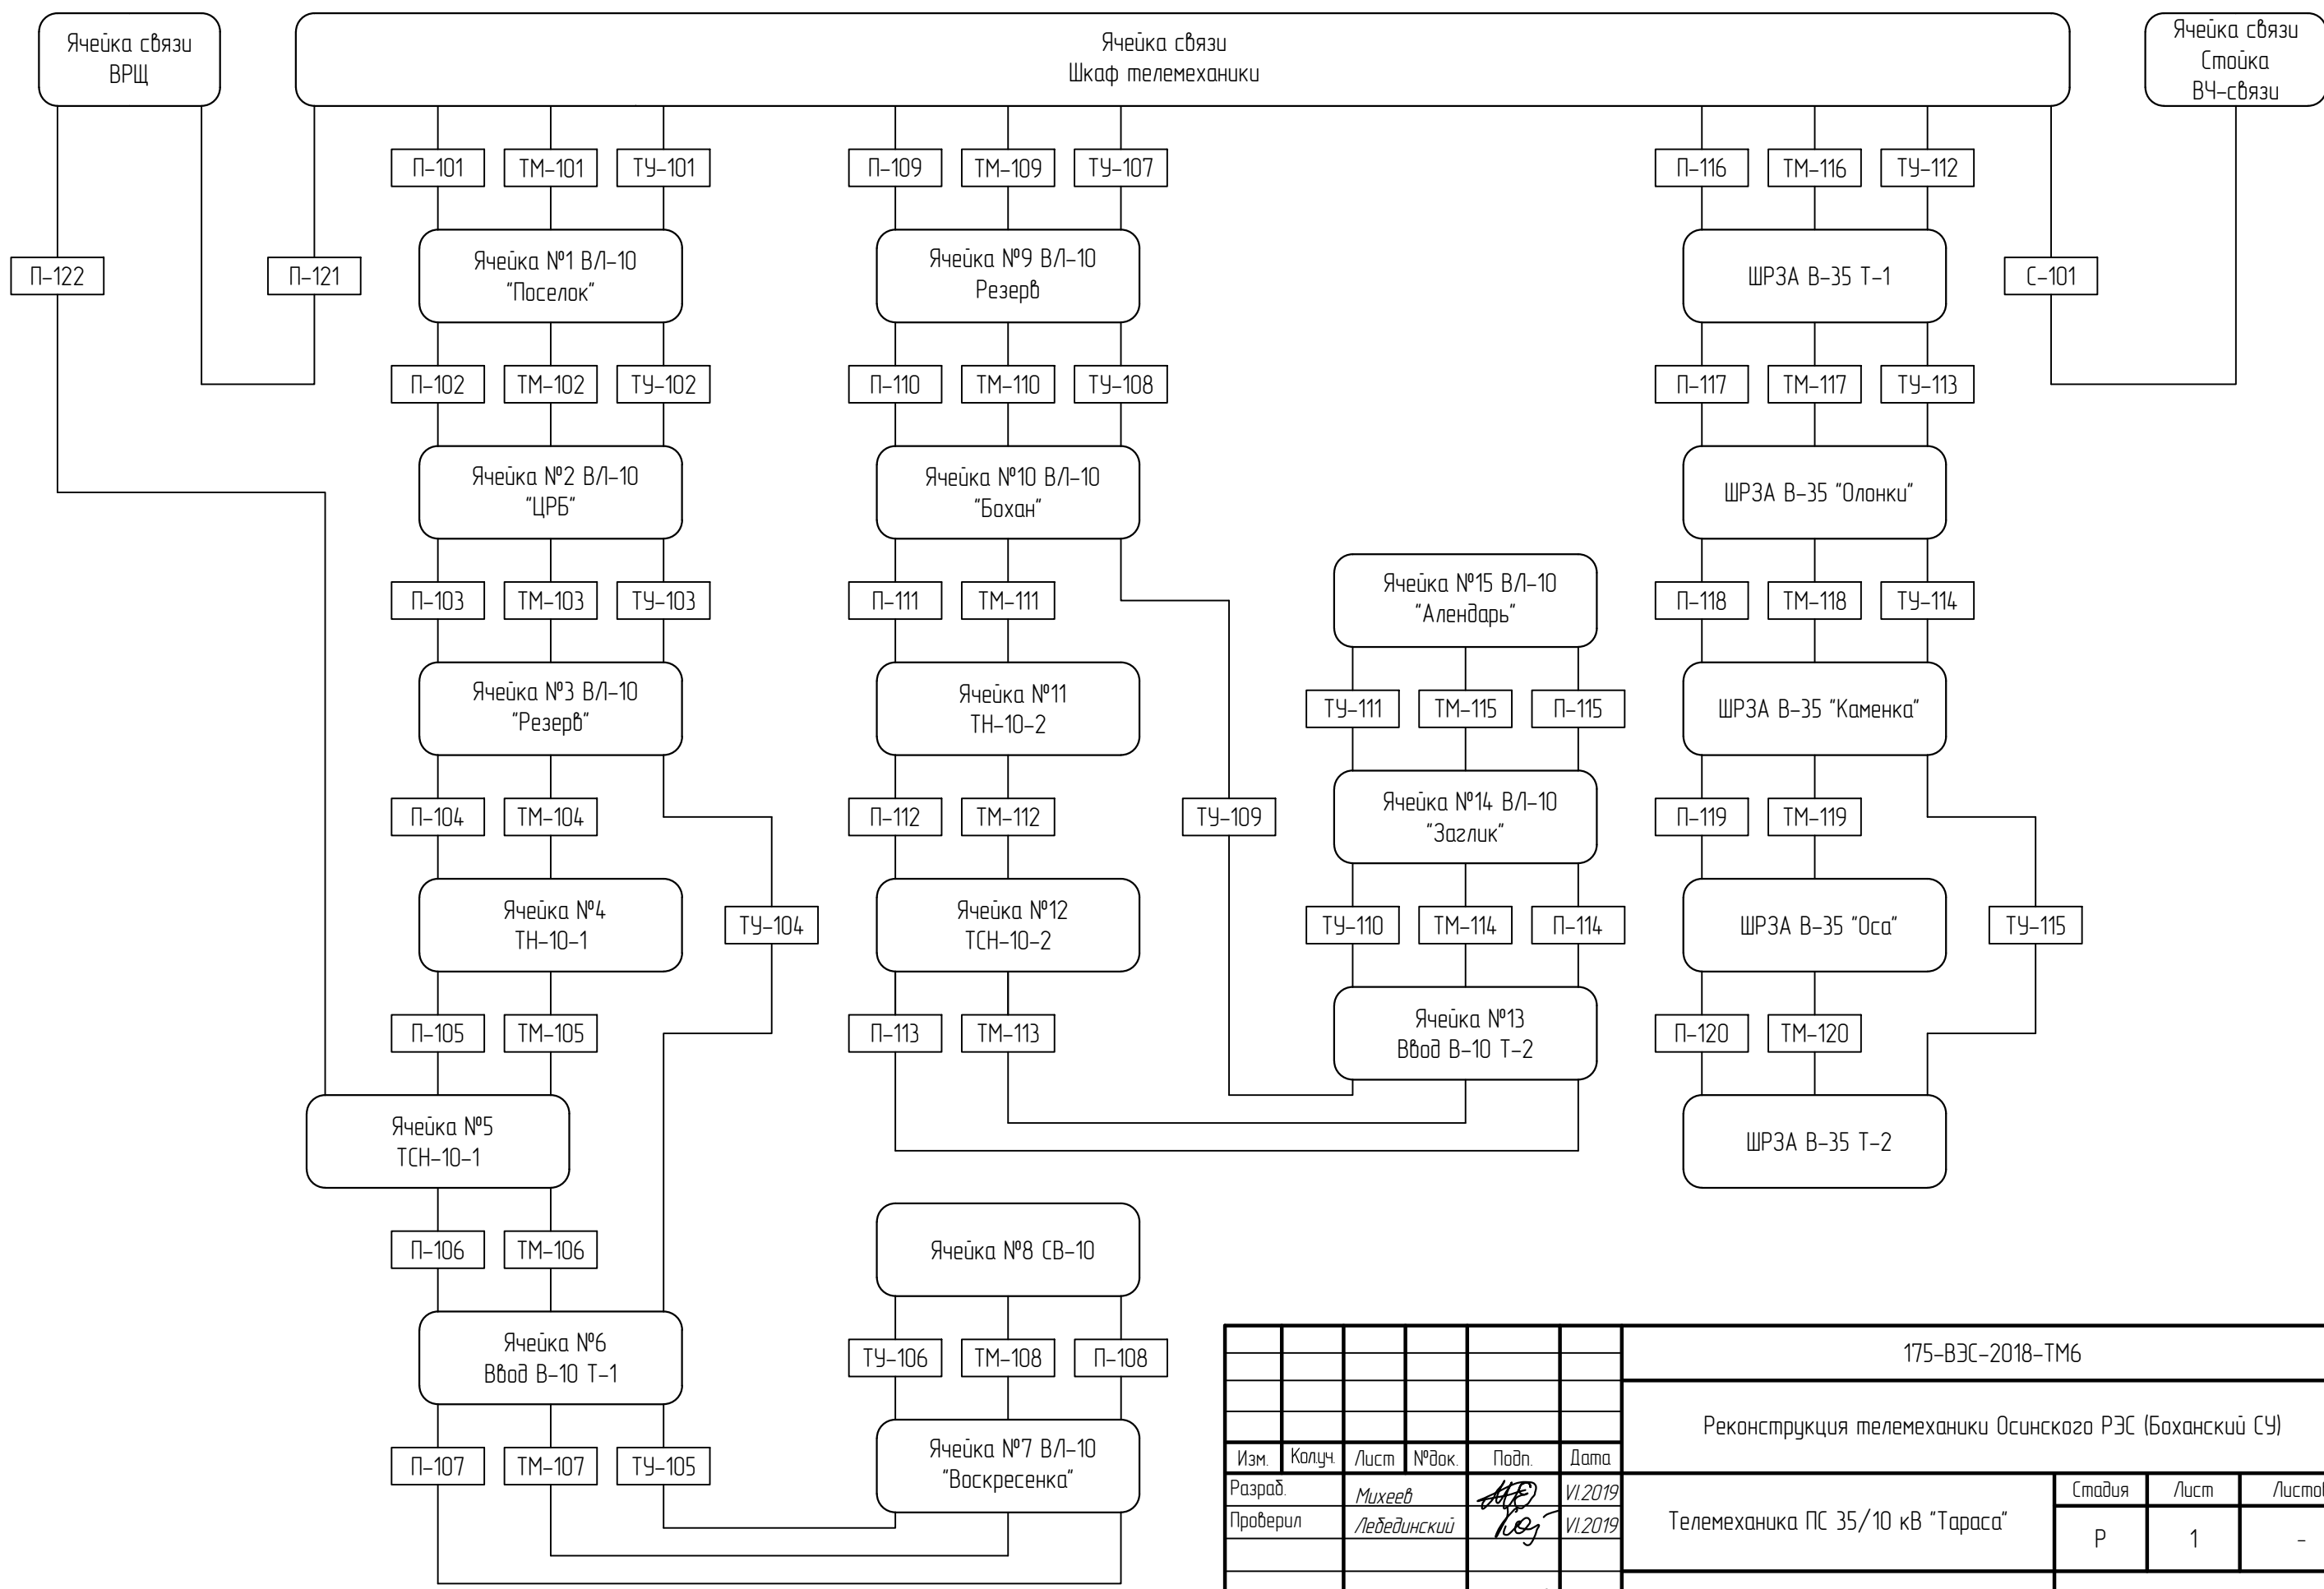 Ячейка связи
ВРЩ
Ячейка связи
Шкаф телемеханики
Ячейка связи
Стойка
ВЧ-связи
П-101
ТМ-101
ТУ-101
П-109
ТМ-109
ТУ-107
П-116
ТМ-116
ТУ-112
П-122
П-121
Ячейка №1 ВЛ-10
"Поселок"
Ячейка №9 ВЛ-10
Резерв
ШРЗА В-35 Т-1
С-101
П-102
ТМ-102
ТУ-102
П-110
ТМ-110
ТУ-108
П-117
ТМ-117
ТУ-113
Ячейка №2 ВЛ-10
"ЦРБ"
Ячейка №10 ВЛ-10
"Бохан"
ШРЗА В-35 "Олонки"
П-103
ТМ-103
ТУ-103
П-111
ТМ-111
Ячейка №15 ВЛ-10
"Алендарь"
П-118
ТМ-118
ТУ-114
Ячейка №3 ВЛ-10
"Резерв"
Ячейка №11
ТН-10-2
ТУ-111
ТМ-115
П-115
ШРЗА В-35 "Каменка"
П-104
ТМ-104
П-112
ТМ-112
ТУ-109
Ячейка №14 ВЛ-10
"Заглик"
П-119
ТМ-119
Ячейка №4
ТН-10-1
ТУ-104
Ячейка №12
ТСН-10-2
ТУ-110
ТМ-114
П-114
ШРЗА В-35 "Оса"
ТУ-115
П-105
ТМ-105
П-113
ТМ-113
Ячейка №13
Ввод В-10 Т-2
П-120
ТМ-120
Ячейка №5
ТСН-10-1
ШРЗА В-35 Т-2
П-106
ТМ-106
Ячейка №8 СВ-10
Ячейка №6
Ввод В-10 Т-1
ТУ-106
ТМ-108
П-108
П-107
ТМ-107
ТУ-105
Ячейка №7 ВЛ-10
"Воскресенка"
175-ВЭС-2018-ТМ6
Реконструкция телемеханики Осинского РЭС (Боханский СУ)
Изм. Кол.уч. Лист №док. Подп. Дата
Разраб. Михеев VI.2019
Проверил Лебединский VI.2019
Телемеханика ПС 35/10 кВ "Тараса"
Стадия Лист Листов
Р 1 -